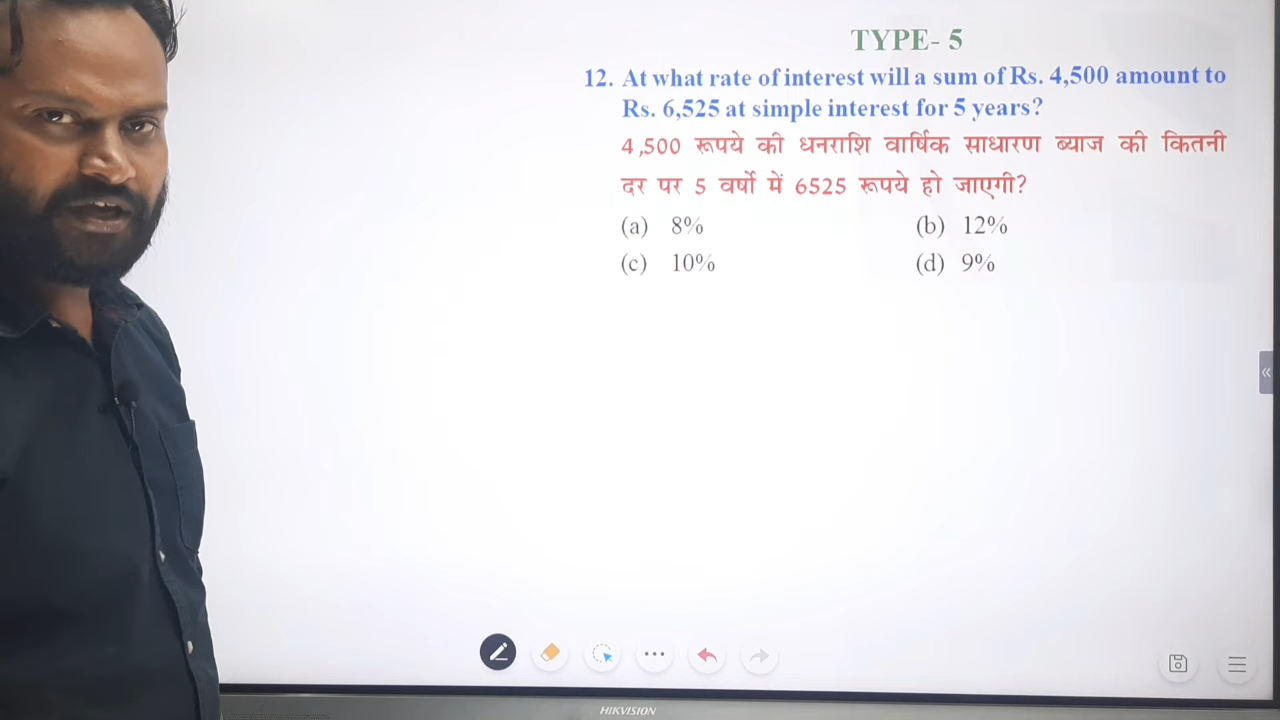 TYPE- 5
12. At what rate of interest will a sum of Rs. 4,500 amount to
Rs. 6,525 at simple interest for 5 years?
4,500 रूपये की धनराशि वार्षिक साधारण ब्याज की कितनी
दर पर 5 वर्षो में 6525 रूपये हो जाएगी?
(a) 8% (b) 12%
(c) 10% (d) 9%
HIKVISION